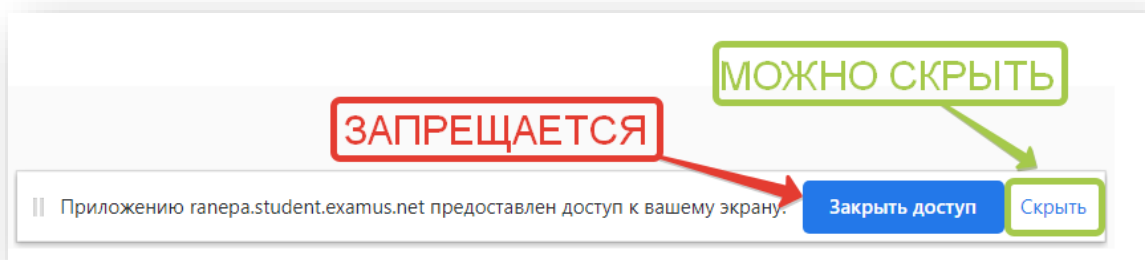 МОЖНО СКРЫТЬ
ЗАПРЕЩАЕТСЯ
Приложению ranepa.student.examus.net предоставлен доступ к вашему экрану. Закрыть доступ Скрыть